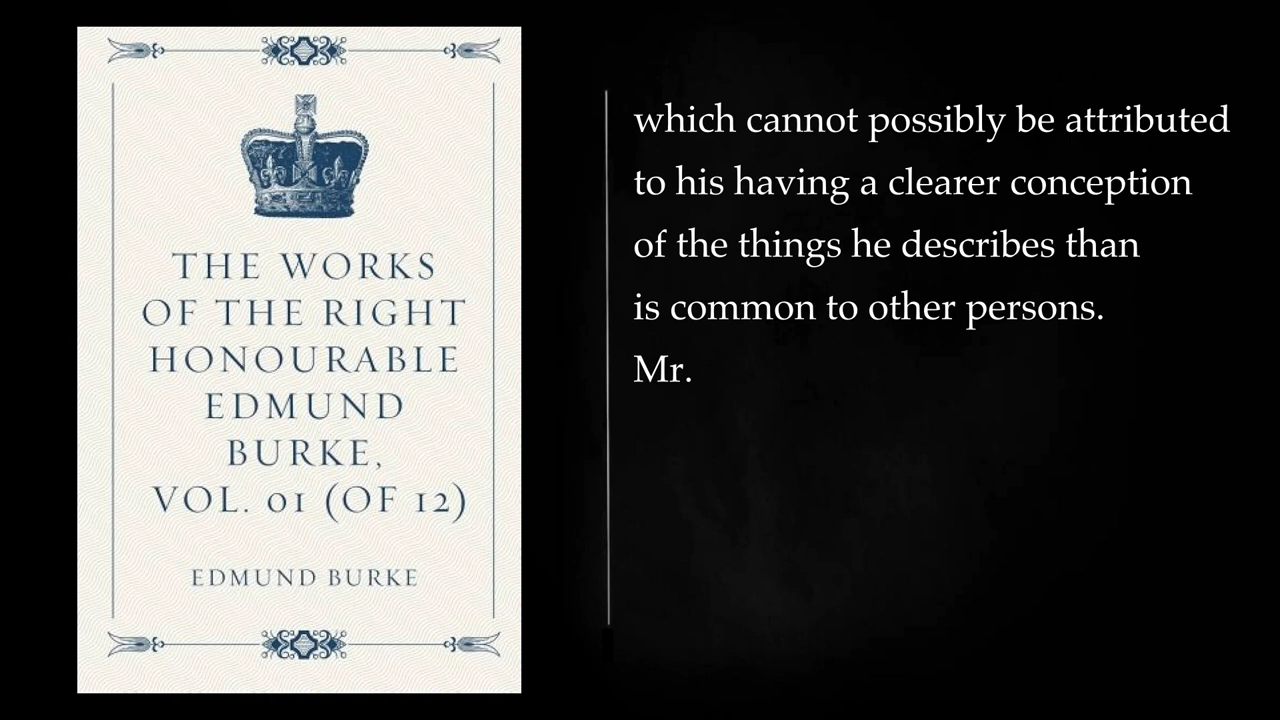 THE WORKS
OF THE RIGHT
HONOURABLE
EDMUND
BURKE,
VOL. 01 (OF 12)
EDMUND BURKE
which cannot possibly be attributed
to his having a clearer conception
of the things he describes than
is common to other persons.
Mr.